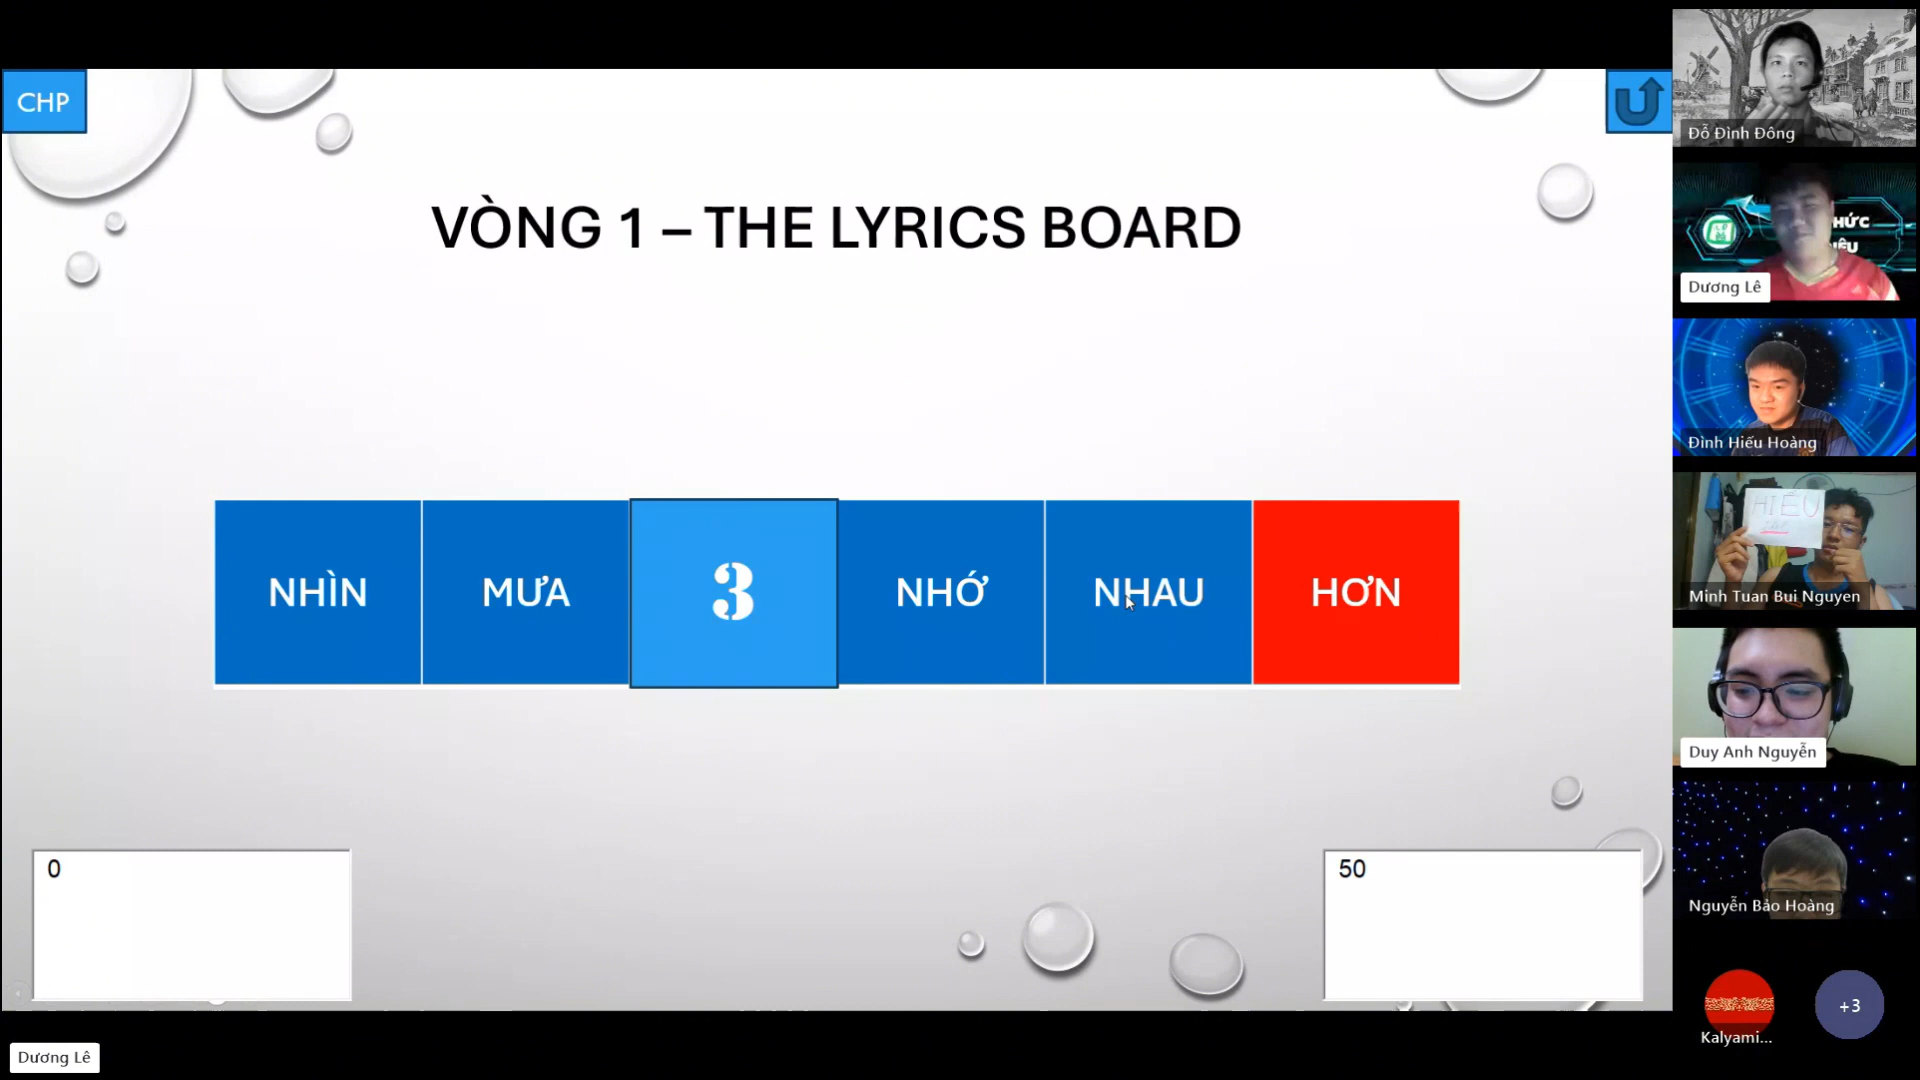 CHP
VÒNG 1 – THE LYRICS BOARD
NHÌN
MƯA
3
NHỚ
NHAU
HƠN
0
50
Dương Lê
Đỗ Đình Đông
Dương Lê
Đình Hiếu Hoàng
HIẾU
Minh Tuan Bui Nguyen
Duy Anh Nguyễn
Nguyễn Bảo Hoàng
Kalyami...
+3